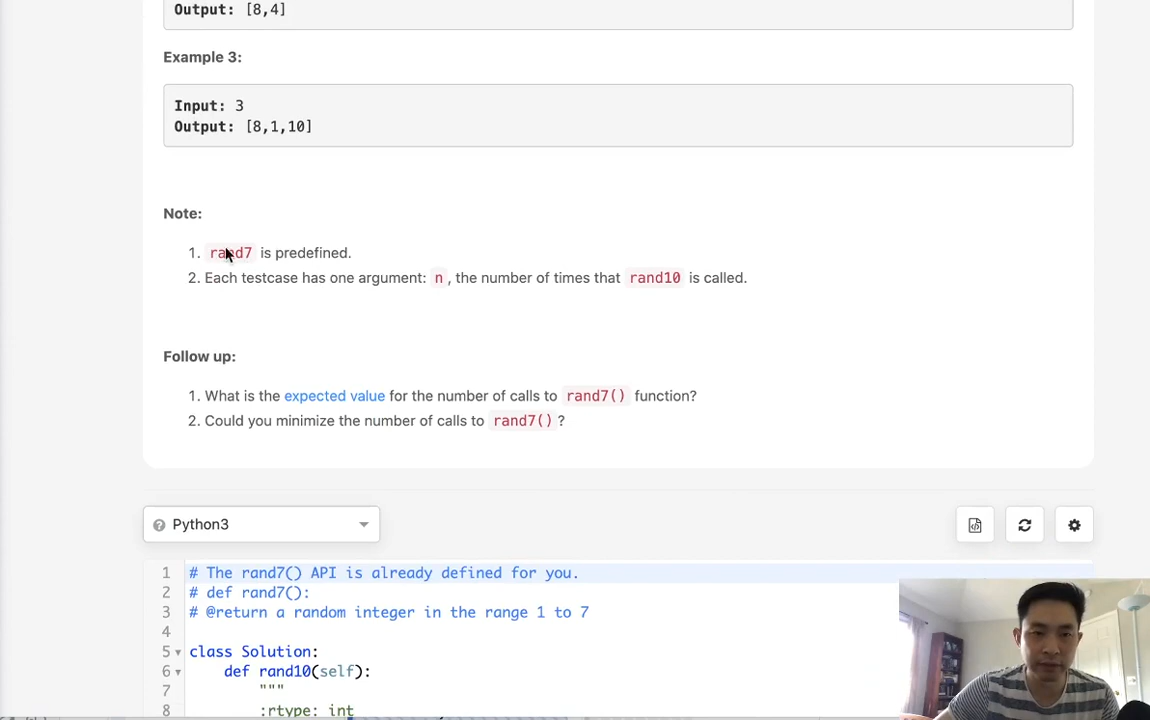 Output: [8,4]
Example 3:
Input: 3
Output: [8,1,10]
Note:
1. rand7 is predefined.
2. Each testcase has one argument: n, the number of times that rand10 is called.
Follow up:
1. What is the expected value for the number of calls to rand7() function?
2. Could you minimize the number of calls to rand7()?
Python3
1 # The rand7() API is already defined for you.
2 # def rand7():
3 # @return a random integer in the range 1 to 7
4
5 class Solution:
6 def rand10(self):
7 """
8 :rtype: int